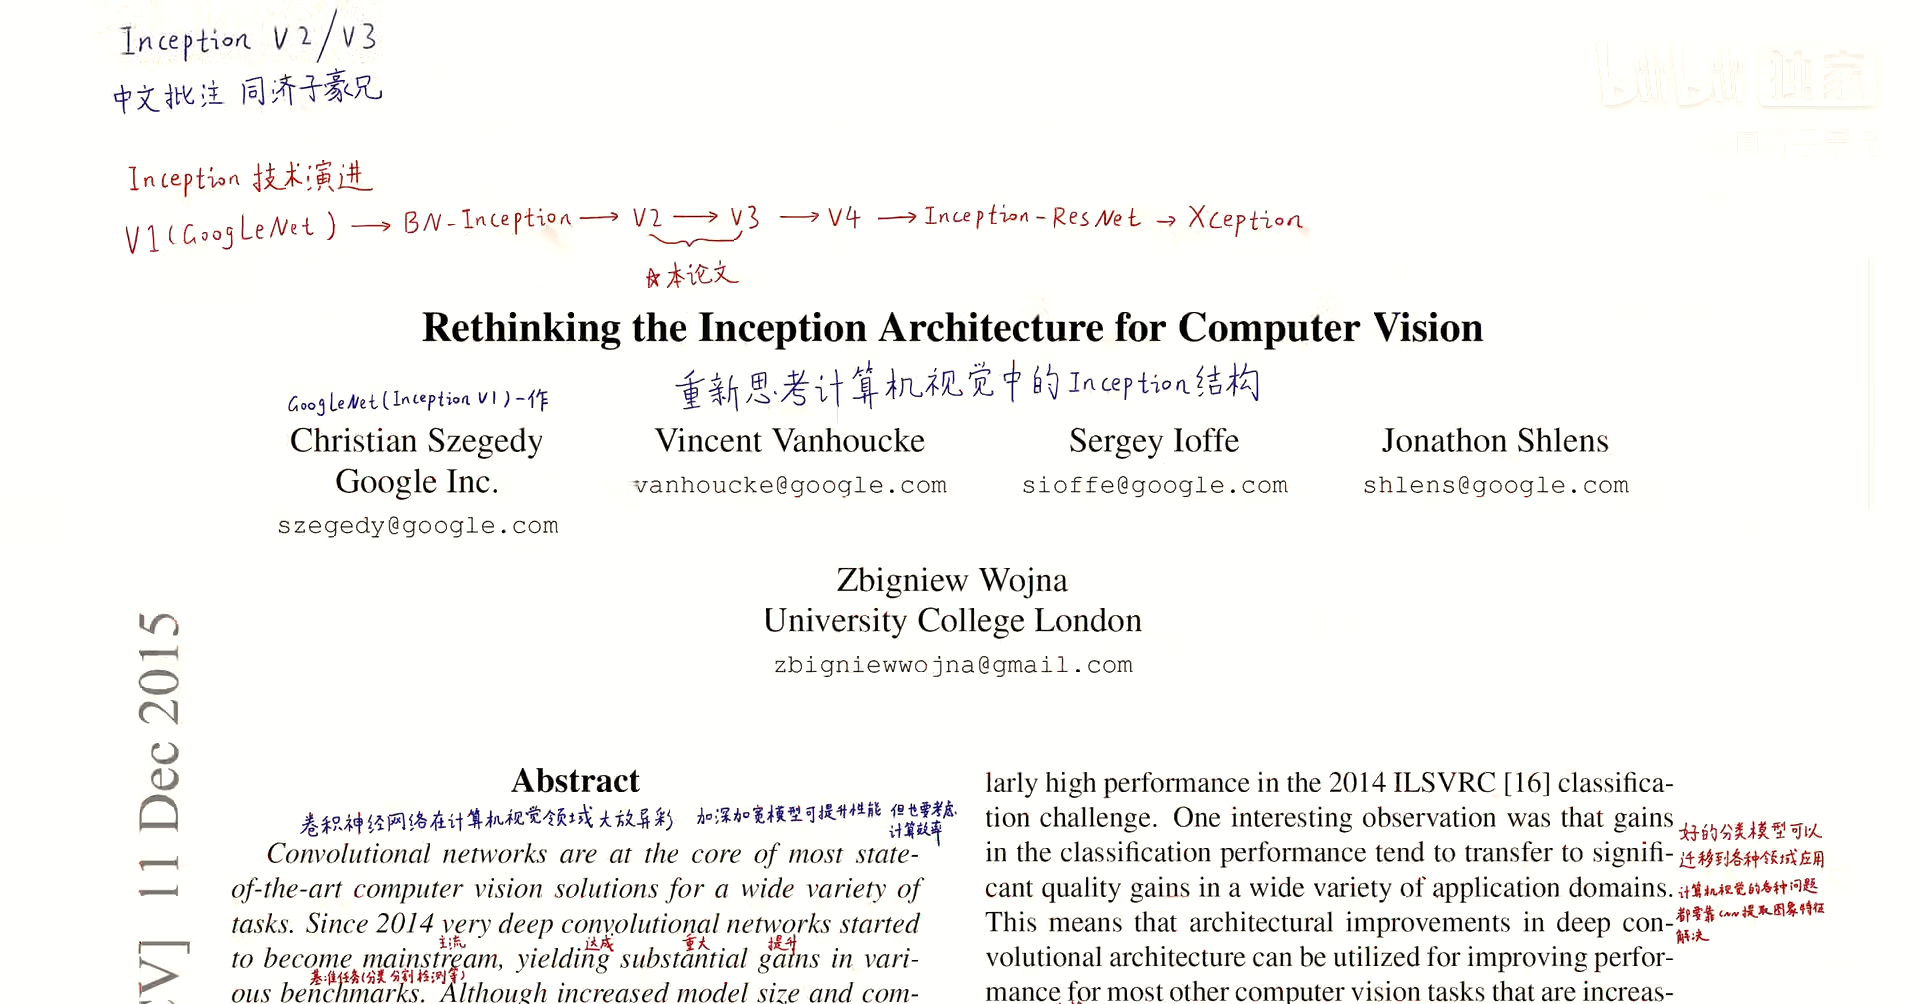 Inception V2/V3
中文批注 同济子豪兄
bilibili 独家
Inception 技术演进
V1(GoogLeNet) → BN-Inception → V2 → V3 → V4 → Inception-ResNet → Xception
☆本论文
Rethinking the Inception Architecture for Computer Vision
重新思考计算机视觉中的Inception结构
GoogLeNet(Inception V1)一作
Christian Szegedy
Google Inc.
szegedy@google.com
Vincent Vanhoucke
vanhoucke@google.com
Sergey Ioffe
sioffe@google.com
Jonathon Shlens
shlens@google.com
Zbigniew Wojna
University College London
zbigniewwojna@gmail.com
CV] 11 Dec 2015
Abstract
卷积神经网络在计算机视觉领域大放异彩 加深加宽模型可提升性能 但也要考虑
计算效率
Convolutional networks are at the core of most state-
of-the-art computer vision solutions for a wide variety of
tasks. Since 2014 very deep convolutional networks started
主流 达成 重大 提升
to become mainstream, yielding substantial gains in vari-
基准任务(分类 分割 检测等)
ous benchmarks. Although increased model size and com-
larly high performance in the 2014 ILSVRC [16] classifica-
tion challenge. One interesting observation was that gains
in the classification performance tend to transfer to signifi-
cant quality gains in a wide variety of application domains.
This means that architectural improvements in deep con-
volutional architecture can be utilized for improving perfor-
mance for most other computer vision tasks that are increas-
好的分类模型可以
迁移到各种领域应用
计算机视觉的各种问题
都要靠CNN提取图象特征
解决